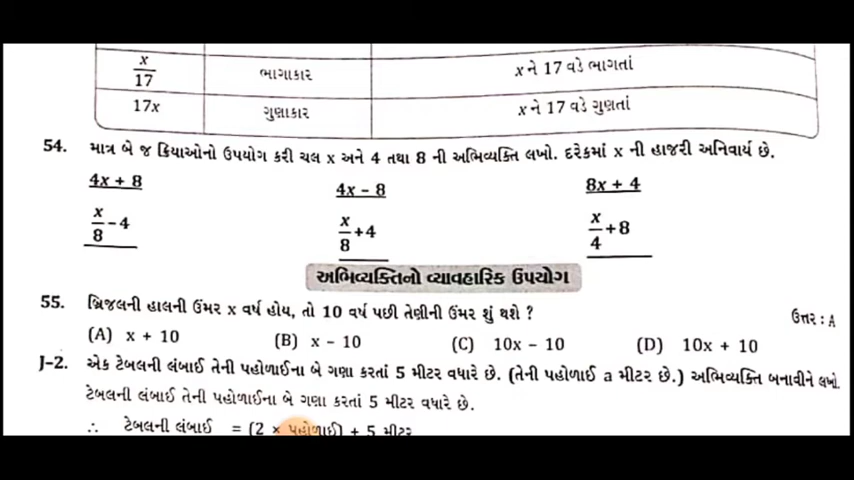 x/17 ભાગાકાર x ને 17 વડે ભાગતાં
17x ગુણાકાર x ને 17 વડે ગુણતાં
54. માત્ર બે જ ક્રિયાઓનો ઉપયોગ કરી ચલ x અને 4 તથા 8 ની અભિવ્યક્તિ લખો. દરેકમાં x ની હાજરી અનિવાર્ય છે.
4x + 8 4x – 8 8x + 4
x/8 – 4 x/8 + 4 x/4 + 8
અભિવ્યક્તિનો વ્યાવહારિક ઉપયોગ
55. બ્રિજલની હાલની ઉંમર x વર્ષ હોય, તો 10 વર્ષ પછી તેણીની ઉંમર શું થશે ? ઉત્તર : A
(A) x + 10 (B) x – 10 (C) 10x – 10 (D) 10x + 10
J-2. એક ટેબલની લંબાઈ તેની પહોળાઈના બે ગણા કરતાં 5 મીટર વધારે છે. (તેની પહોળાઈ a મીટર છે.) અભિવ્યક્તિ બનાવીને લખો.
ટેબલની લંબાઈ તેની પહોળાઈના બે ગણા કરતાં 5 મીટર વધારે છે.
∴ ટેબલની લંબાઈ = (2 × પહોળાઈ) + 5 મીટર